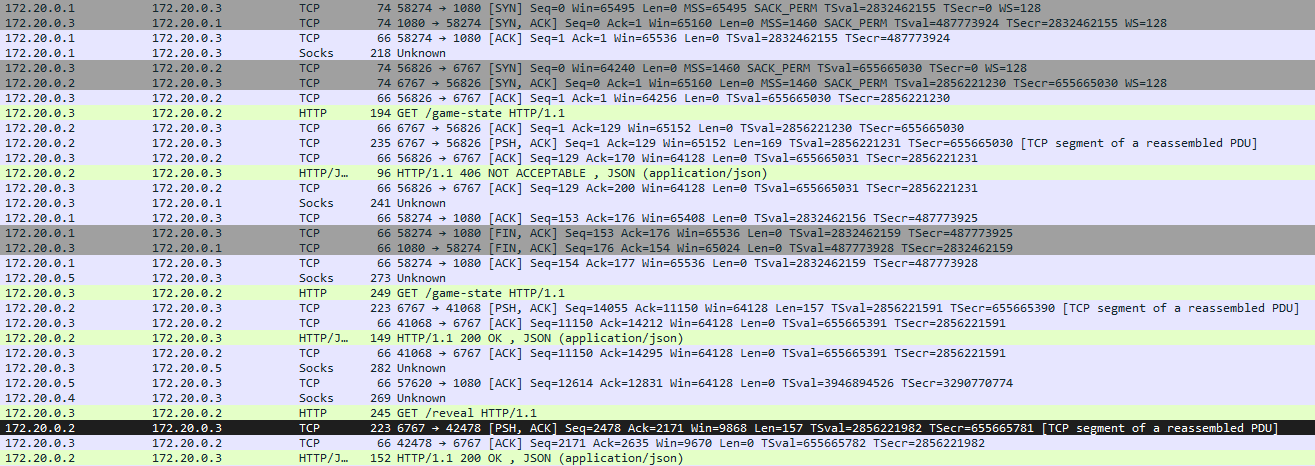 172.20.0.1 172.20.0.3 TCP 74 58274 → 1080 [SYN] Seq=0 Win=65495 Len=0 MSS=65495 SACK_PERM TSval=2832462155 TSecr=0 WS=128
172.20.0.3 172.20.0.1 TCP 74 1080 → 58274 [SYN, ACK] Seq=0 Ack=1 Win=65160 Len=0 MSS=1460 SACK_PERM TSval=487773924 TSecr=2832462155 WS=128
172.20.0.1 172.20.0.3 TCP 66 58274 → 1080 [ACK] Seq=1 Ack=1 Win=65536 Len=0 TSval=2832462155 TSecr=487773924
172.20.0.1 172.20.0.3 Socks 218 Unknown
172.20.0.3 172.20.0.2 TCP 74 56826 → 6767 [SYN] Seq=0 Win=64240 Len=0 MSS=1460 SACK_PERM TSval=655665030 TSecr=0 WS=128
172.20.0.2 172.20.0.3 TCP 74 6767 → 56826 [SYN, ACK] Seq=0 Ack=1 Win=65160 Len=0 MSS=1460 SACK_PERM TSval=2856221230 TSecr=655665030 WS=128
172.20.0.3 172.20.0.2 TCP 66 56826 → 6767 [ACK] Seq=1 Ack=1 Win=64256 Len=0 TSval=655665030 TSecr=2856221230
172.20.0.3 172.20.0.2 HTTP 194 GET /game-state HTTP/1.1
172.20.0.2 172.20.0.3 TCP 66 6767 → 56826 [ACK] Seq=1 Ack=129 Win=65152 Len=0 TSval=2856221230 TSecr=655665030
172.20.0.2 172.20.0.3 TCP 235 6767 → 56826 [PSH, ACK] Seq=1 Ack=129 Win=65152 Len=169 TSval=2856221231 TSecr=655665030 [TCP segment of a reassembled PDU]
172.20.0.3 172.20.0.2 TCP 66 56826 → 6767 [ACK] Seq=129 Ack=170 Win=64128 Len=0 TSval=655665031 TSecr=2856221231
172.20.0.2 172.20.0.3 HTTP/J… 96 HTTP/1.1 406 NOT ACCEPTABLE , JSON (application/json)
172.20.0.3 172.20.0.2 TCP 66 56826 → 6767 [ACK] Seq=129 Ack=200 Win=64128 Len=0 TSval=655665031 TSecr=2856221231
172.20.0.3 172.20.0.1 Socks 241 Unknown
172.20.0.1 172.20.0.3 TCP 66 58274 → 1080 [ACK] Seq=153 Ack=176 Win=65408 Len=0 TSval=2832462156 TSecr=487773925
172.20.0.1 172.20.0.3 TCP 66 58274 → 1080 [FIN, ACK] Seq=153 Ack=176 Win=65536 Len=0 TSval=2832462159 TSecr=487773925
172.20.0.3 172.20.0.1 TCP 66 1080 → 58274 [FIN, ACK] Seq=176 Ack=154 Win=65024 Len=0 TSval=487773928 TSecr=2832462159
172.20.0.1 172.20.0.3 TCP 66 58274 → 1080 [ACK] Seq=154 Ack=177 Win=65536 Len=0 TSval=2832462159 TSecr=487773928
172.20.0.5 172.20.0.3 Socks 273 Unknown
172.20.0.3 172.20.0.2 HTTP 249 GET /game-state HTTP/1.1
172.20.0.2 172.20.0.3 TCP 223 6767 → 41068 [PSH, ACK] Seq=14055 Ack=11150 Win=64128 Len=157 TSval=2856221591 TSecr=655665390 [TCP segment of a reassembled PDU]
172.20.0.3 172.20.0.2 TCP 66 41068 → 6767 [ACK] Seq=11150 Ack=14212 Win=64128 Len=0 TSval=655665391 TSecr=2856221591
172.20.0.2 172.20.0.3 HTTP/J… 149 HTTP/1.1 200 OK , JSON (application/json)
172.20.0.3 172.20.0.2 TCP 66 41068 → 6767 [ACK] Seq=11150 Ack=14295 Win=64128 Len=0 TSval=655665391 TSecr=2856221591
172.20.0.3 172.20.0.5 Socks 282 Unknown
172.20.0.5 172.20.0.3 TCP 66 57620 → 1080 [ACK] Seq=12614 Ack=12831 Win=64128 Len=0 TSval=3946894526 TSecr=3290770774
172.20.0.4 172.20.0.3 Socks 269 Unknown
172.20.0.3 172.20.0.2 HTTP 245 GET /reveal HTTP/1.1
172.20.0.2 172.20.0.3 TCP 223 6767 → 42478 [PSH, ACK] Seq=2478 Ack=2171 Win=9868 Len=157 TSval=2856221982 TSecr=655665781 [TCP segment of a reassembled PDU]
172.20.0.3 172.20.0.2 TCP 66 42478 → 6767 [ACK] Seq=2171 Ack=2635 Win=9670 Len=0 TSval=655665782 TSecr=2856221982
172.20.0.2 172.20.0.3 HTTP/J… 152 HTTP/1.1 200 OK , JSON (application/json)